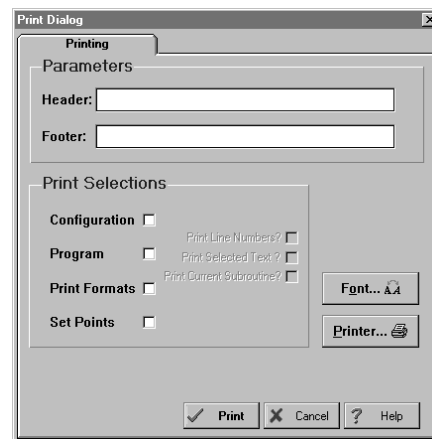 Print Dialog
Printing
Parameters
Header:
Footer:
Print Selections
Configuration
Print Line Numbers?
Program
Print Selected Text ?
Print Current Subroutine?
Print Formats
Font... AA
Set Points
Printer...
Print
Cancel
? Help